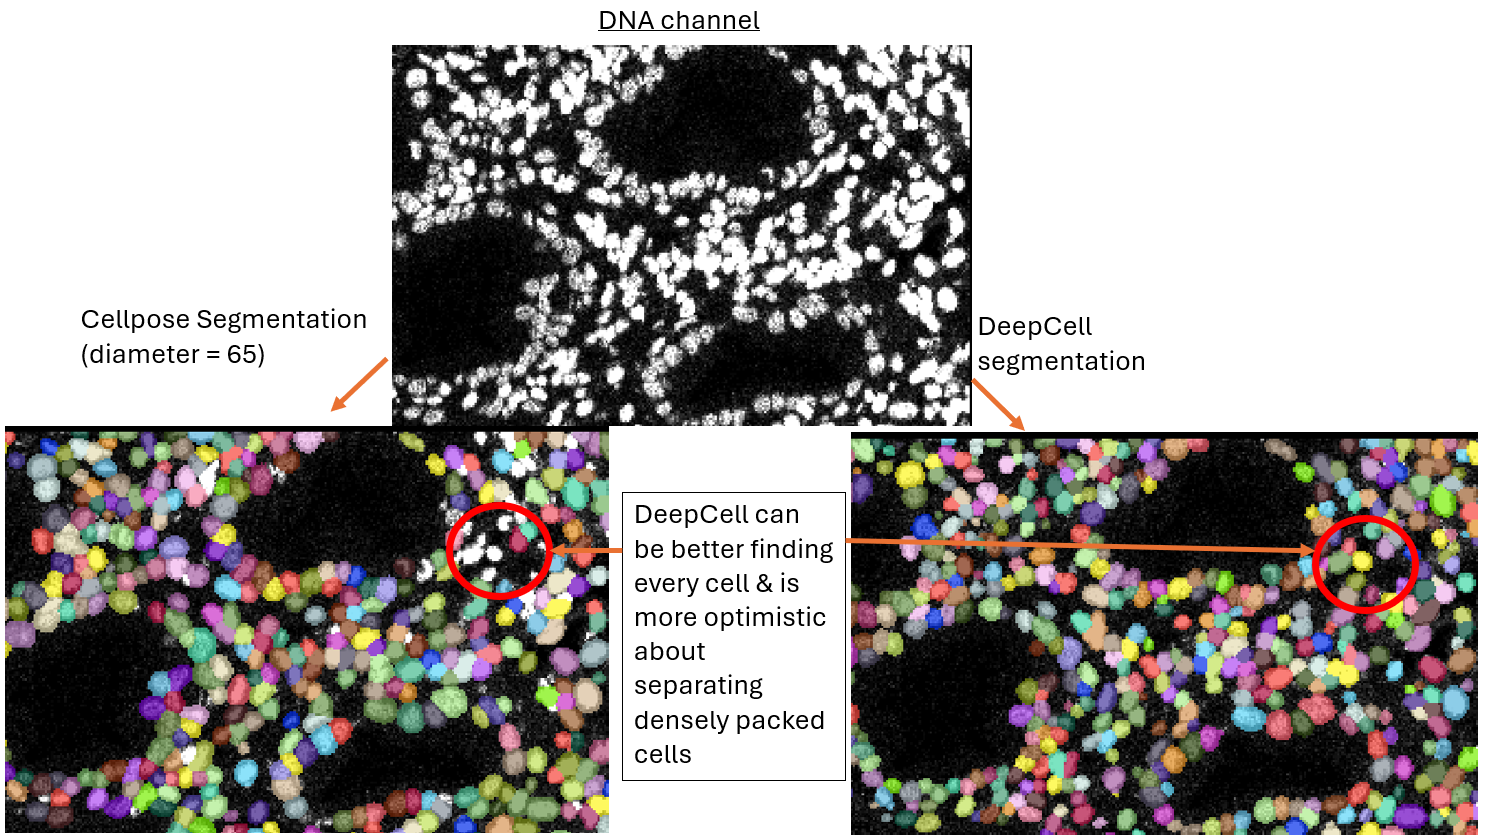 DNA channel
Cellpose Segmentation
(diameter = 65)
DeepCell
segmentation
DeepCell can
be better finding
every cell & is
more optimistic
about
separating
densely packed
cells